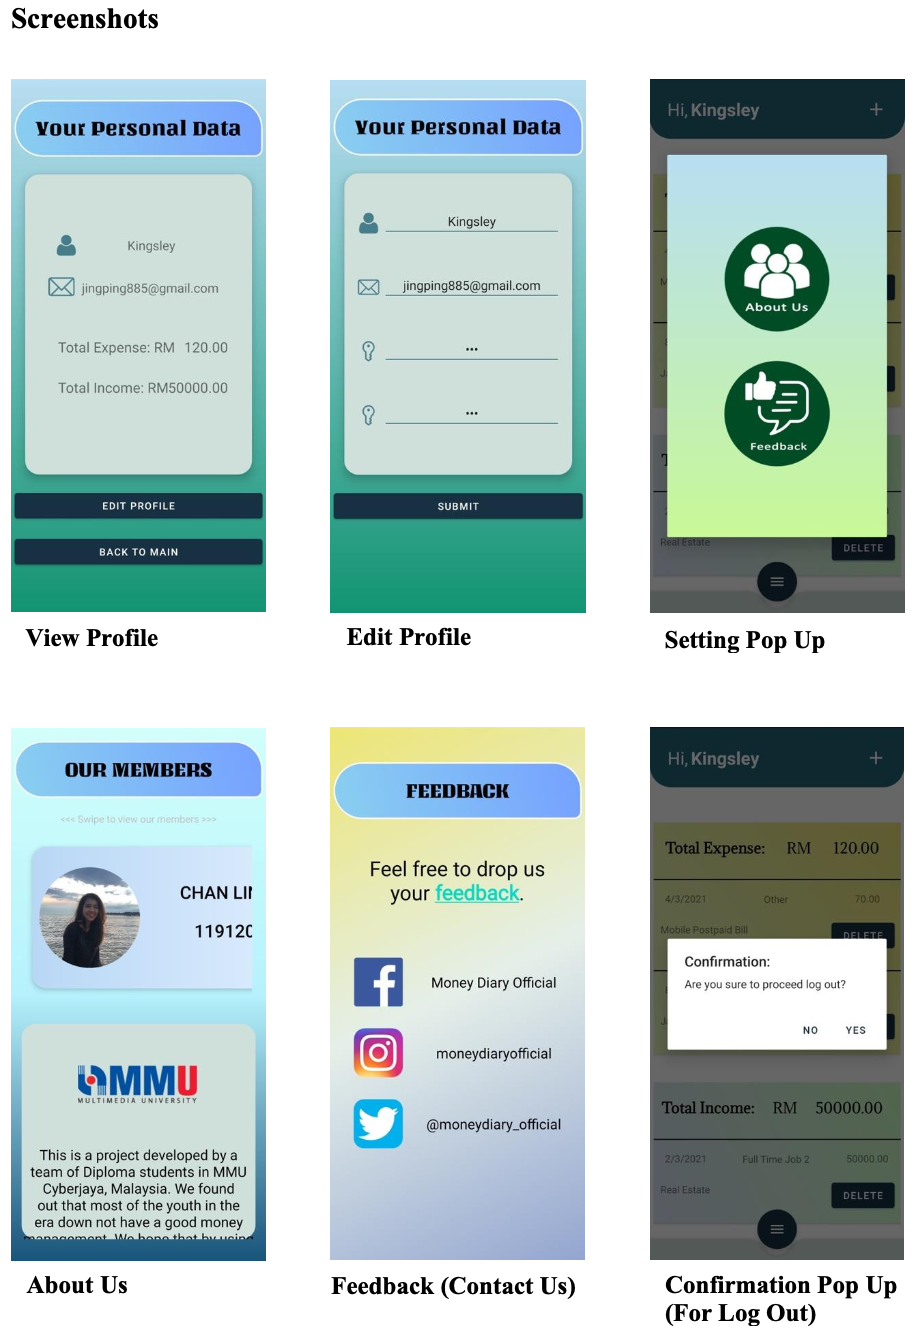 Screenshots
Your Personal Data
Kingsley
jingping885@gmail.com
Total Expense: RM 120.00
Total Income: RM50000.00
EDIT PROFILE
BACK TO MAIN
View Profile
Your Personal Data
Kingsley
jingping885@gmail.com
•••
•••
SUBMIT
Edit Profile
Hi, Kingsley
About Us
Feedback
Real Estate
DELETE
Setting Pop Up
OUR MEMBERS
<<< Swipe to view our members >>>
CHAN LI
119120
MMU
MULTIMEDIA UNIVERSITY
This is a project developed by a
team of Diploma students in MMU
Cyberjaya, Malaysia. We found
out that most of the youth in the
era down not have a good money
management. We hope that by using
About Us
FEEDBACK
Feel free to drop us
your feedback.
Money Diary Official
moneydiaryofficial
@moneydiary_official
Feedback (Contact Us)
Hi, Kingsley
Total Expense: RM 120.00
4/3/2021 Other 70.00
Mobile Postpaid Bill
DELETE
Confirmation:
Are you sure to proceed log out?
NO YES
Total Income: RM 50000.00
2/3/2021 Full Time Job 2 50000.00
Real Estate
DELETE
Confirmation Pop Up
(For Log Out)